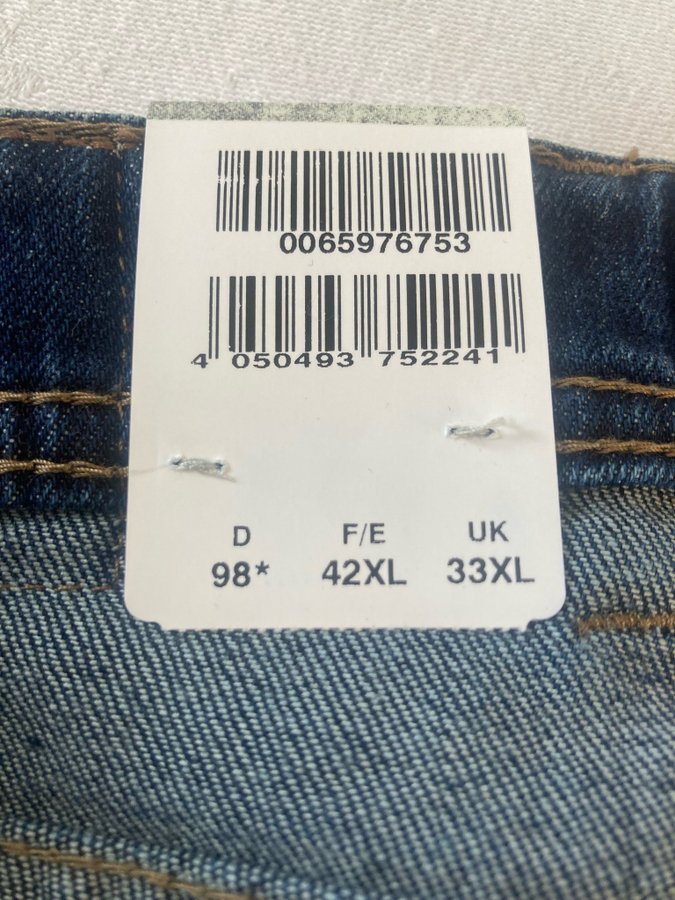 0065976753
4 050493 752241
D F/E UK
98* 42XL 33XL